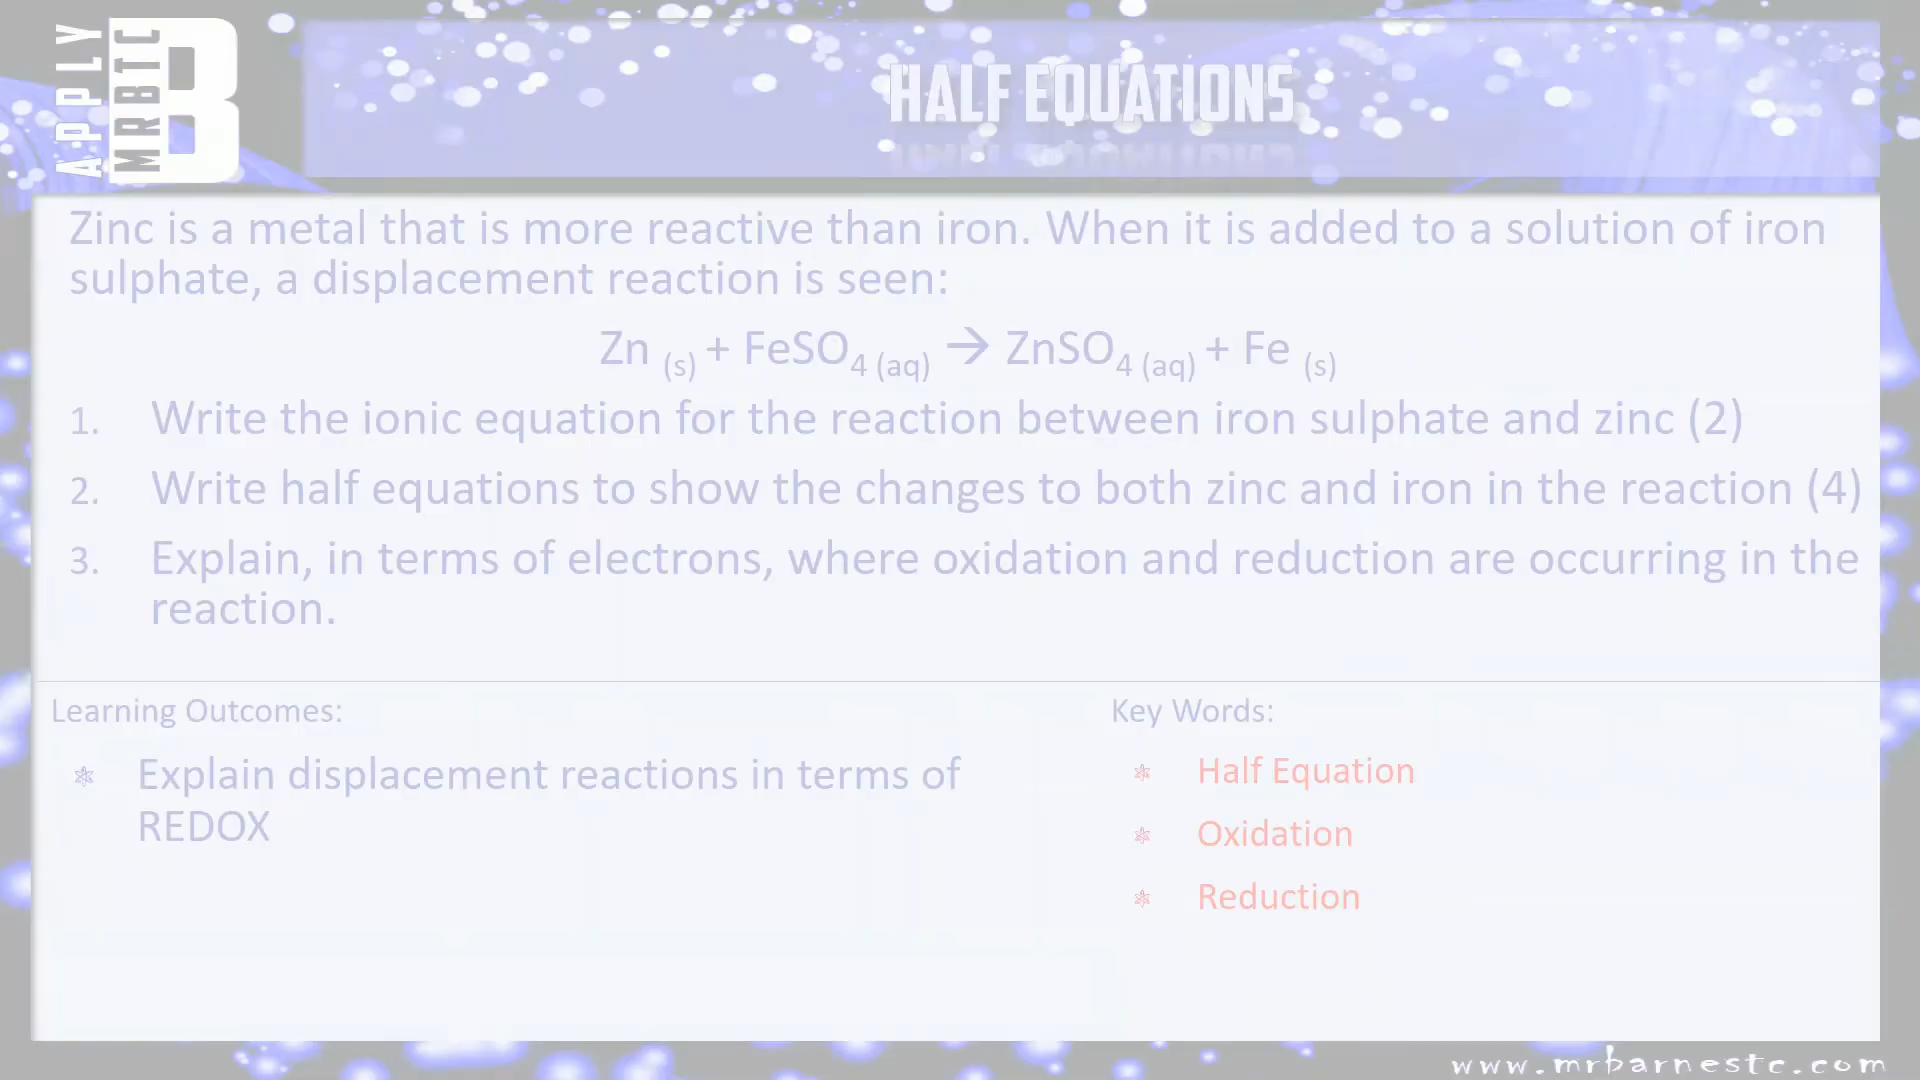 APPLY
MRBTC
B
HALF EQUATIONS
Zinc is a metal that is more reactive than iron. When it is added to a solution of iron
sulphate, a displacement reaction is seen:
Zn (s) + FeSO4 (aq) → ZnSO4 (aq) + Fe (s)
1. Write the ionic equation for the reaction between iron sulphate and zinc (2)
2. Write half equations to show the changes to both zinc and iron in the reaction (4)
3. Explain, in terms of electrons, where oxidation and reduction are occurring in the
reaction.
Learning Outcomes:
Explain displacement reactions in terms of
REDOX
Key Words:
Half Equation
Oxidation
Reduction
www.mrbarnestc.com